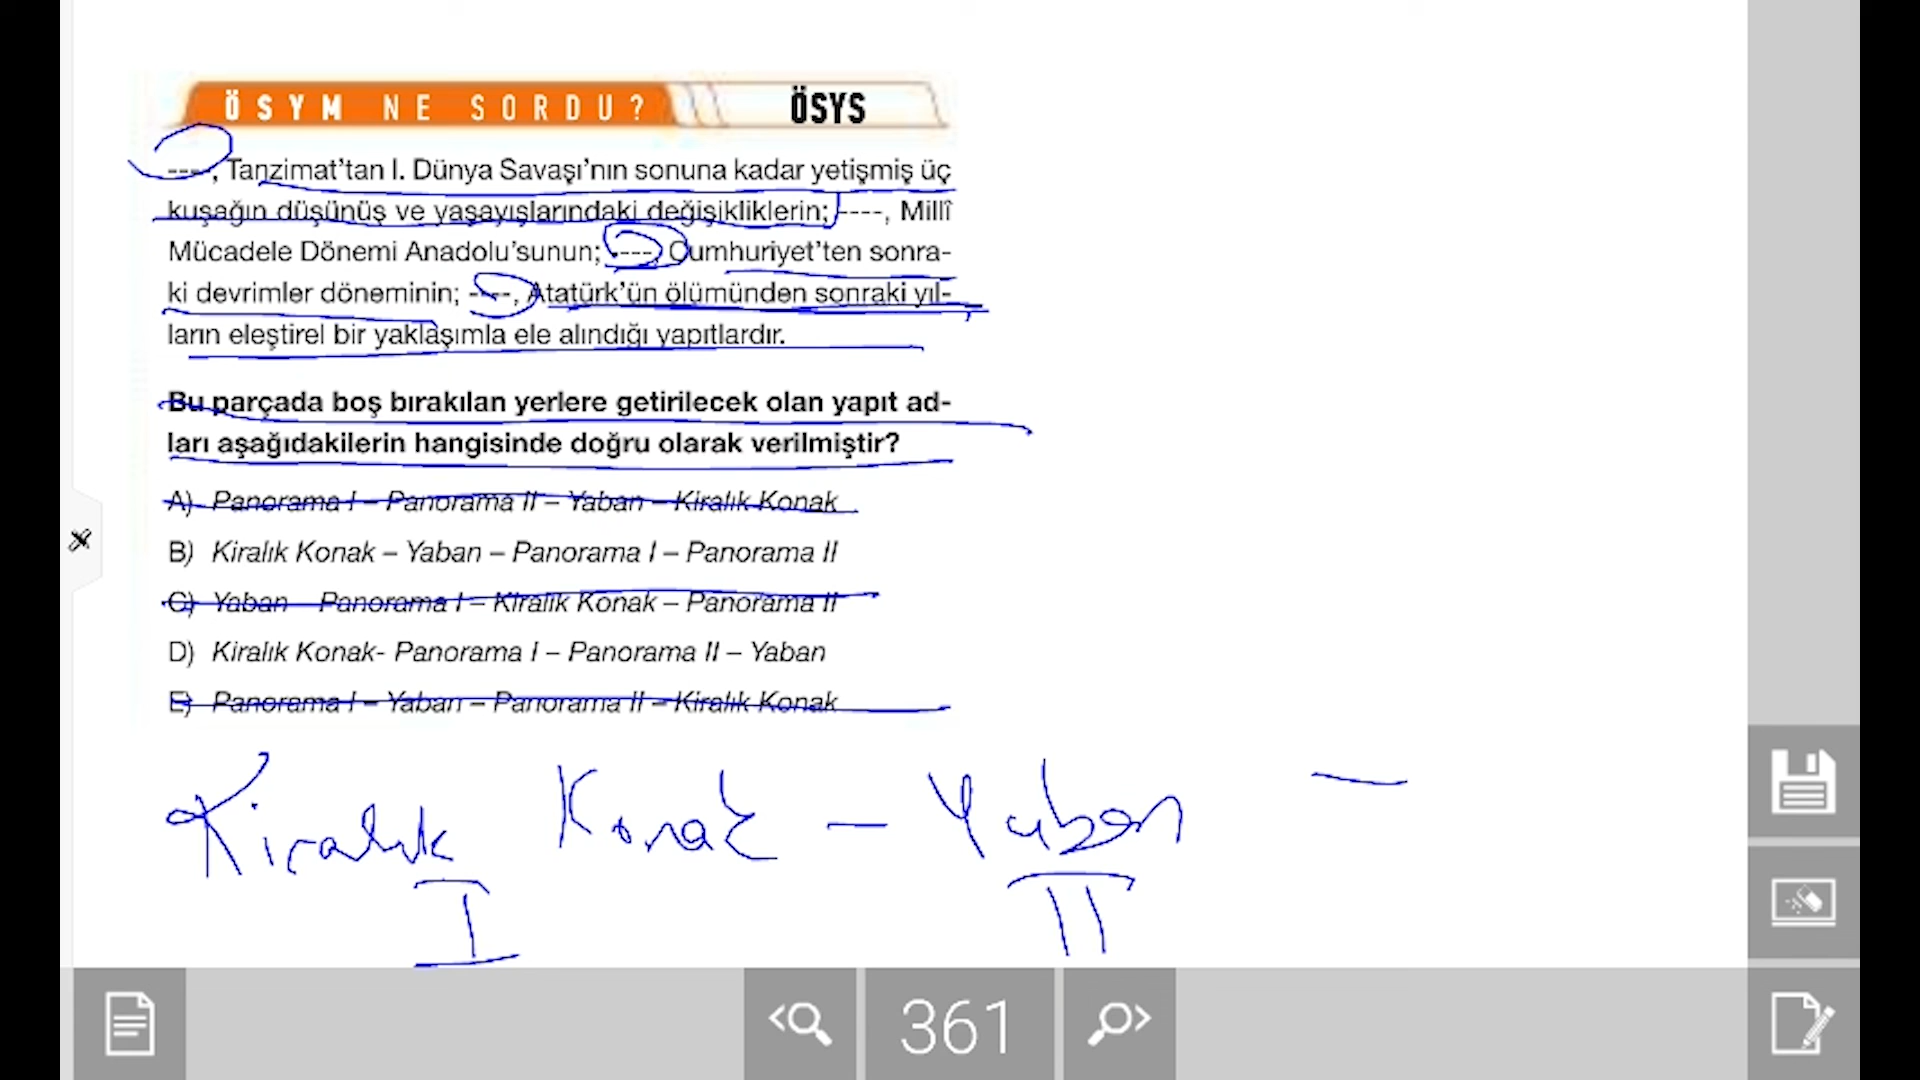 ÖSYM NE SORDU? ÖSYS
----, Tanzimat'tan I. Dünya Savaşı'nın sonuna kadar yetişmiş üç
kuşağın düşünüş ve yaşayışlarındaki değişikliklerin; ----, Millî
Mücadele Dönemi Anadolu'sunun; ----, Cumhuriyet'ten sonra-
ki devrimler döneminin; ----, Atatürk'ün ölümünden sonraki yıl-
ların eleştirel bir yaklaşımla ele alındığı yapıtlardır.
Bu parçada boş bırakılan yerlere getirilecek olan yapıt ad-
ları aşağıdakilerin hangisinde doğru olarak verilmiştir?
A) Panorama I – Panorama II – Yaban – Kiralık Konak
B) Kiralık Konak – Yaban – Panorama I – Panorama II
C) Yaban – Panorama I – Kiralık Konak – Panorama II
D) Kiralık Konak- Panorama I – Panorama II – Yaban
E) Panorama I – Yaban – Panorama II – Kiralık Konak
Kiralık Konak – Yaban –
I II
361